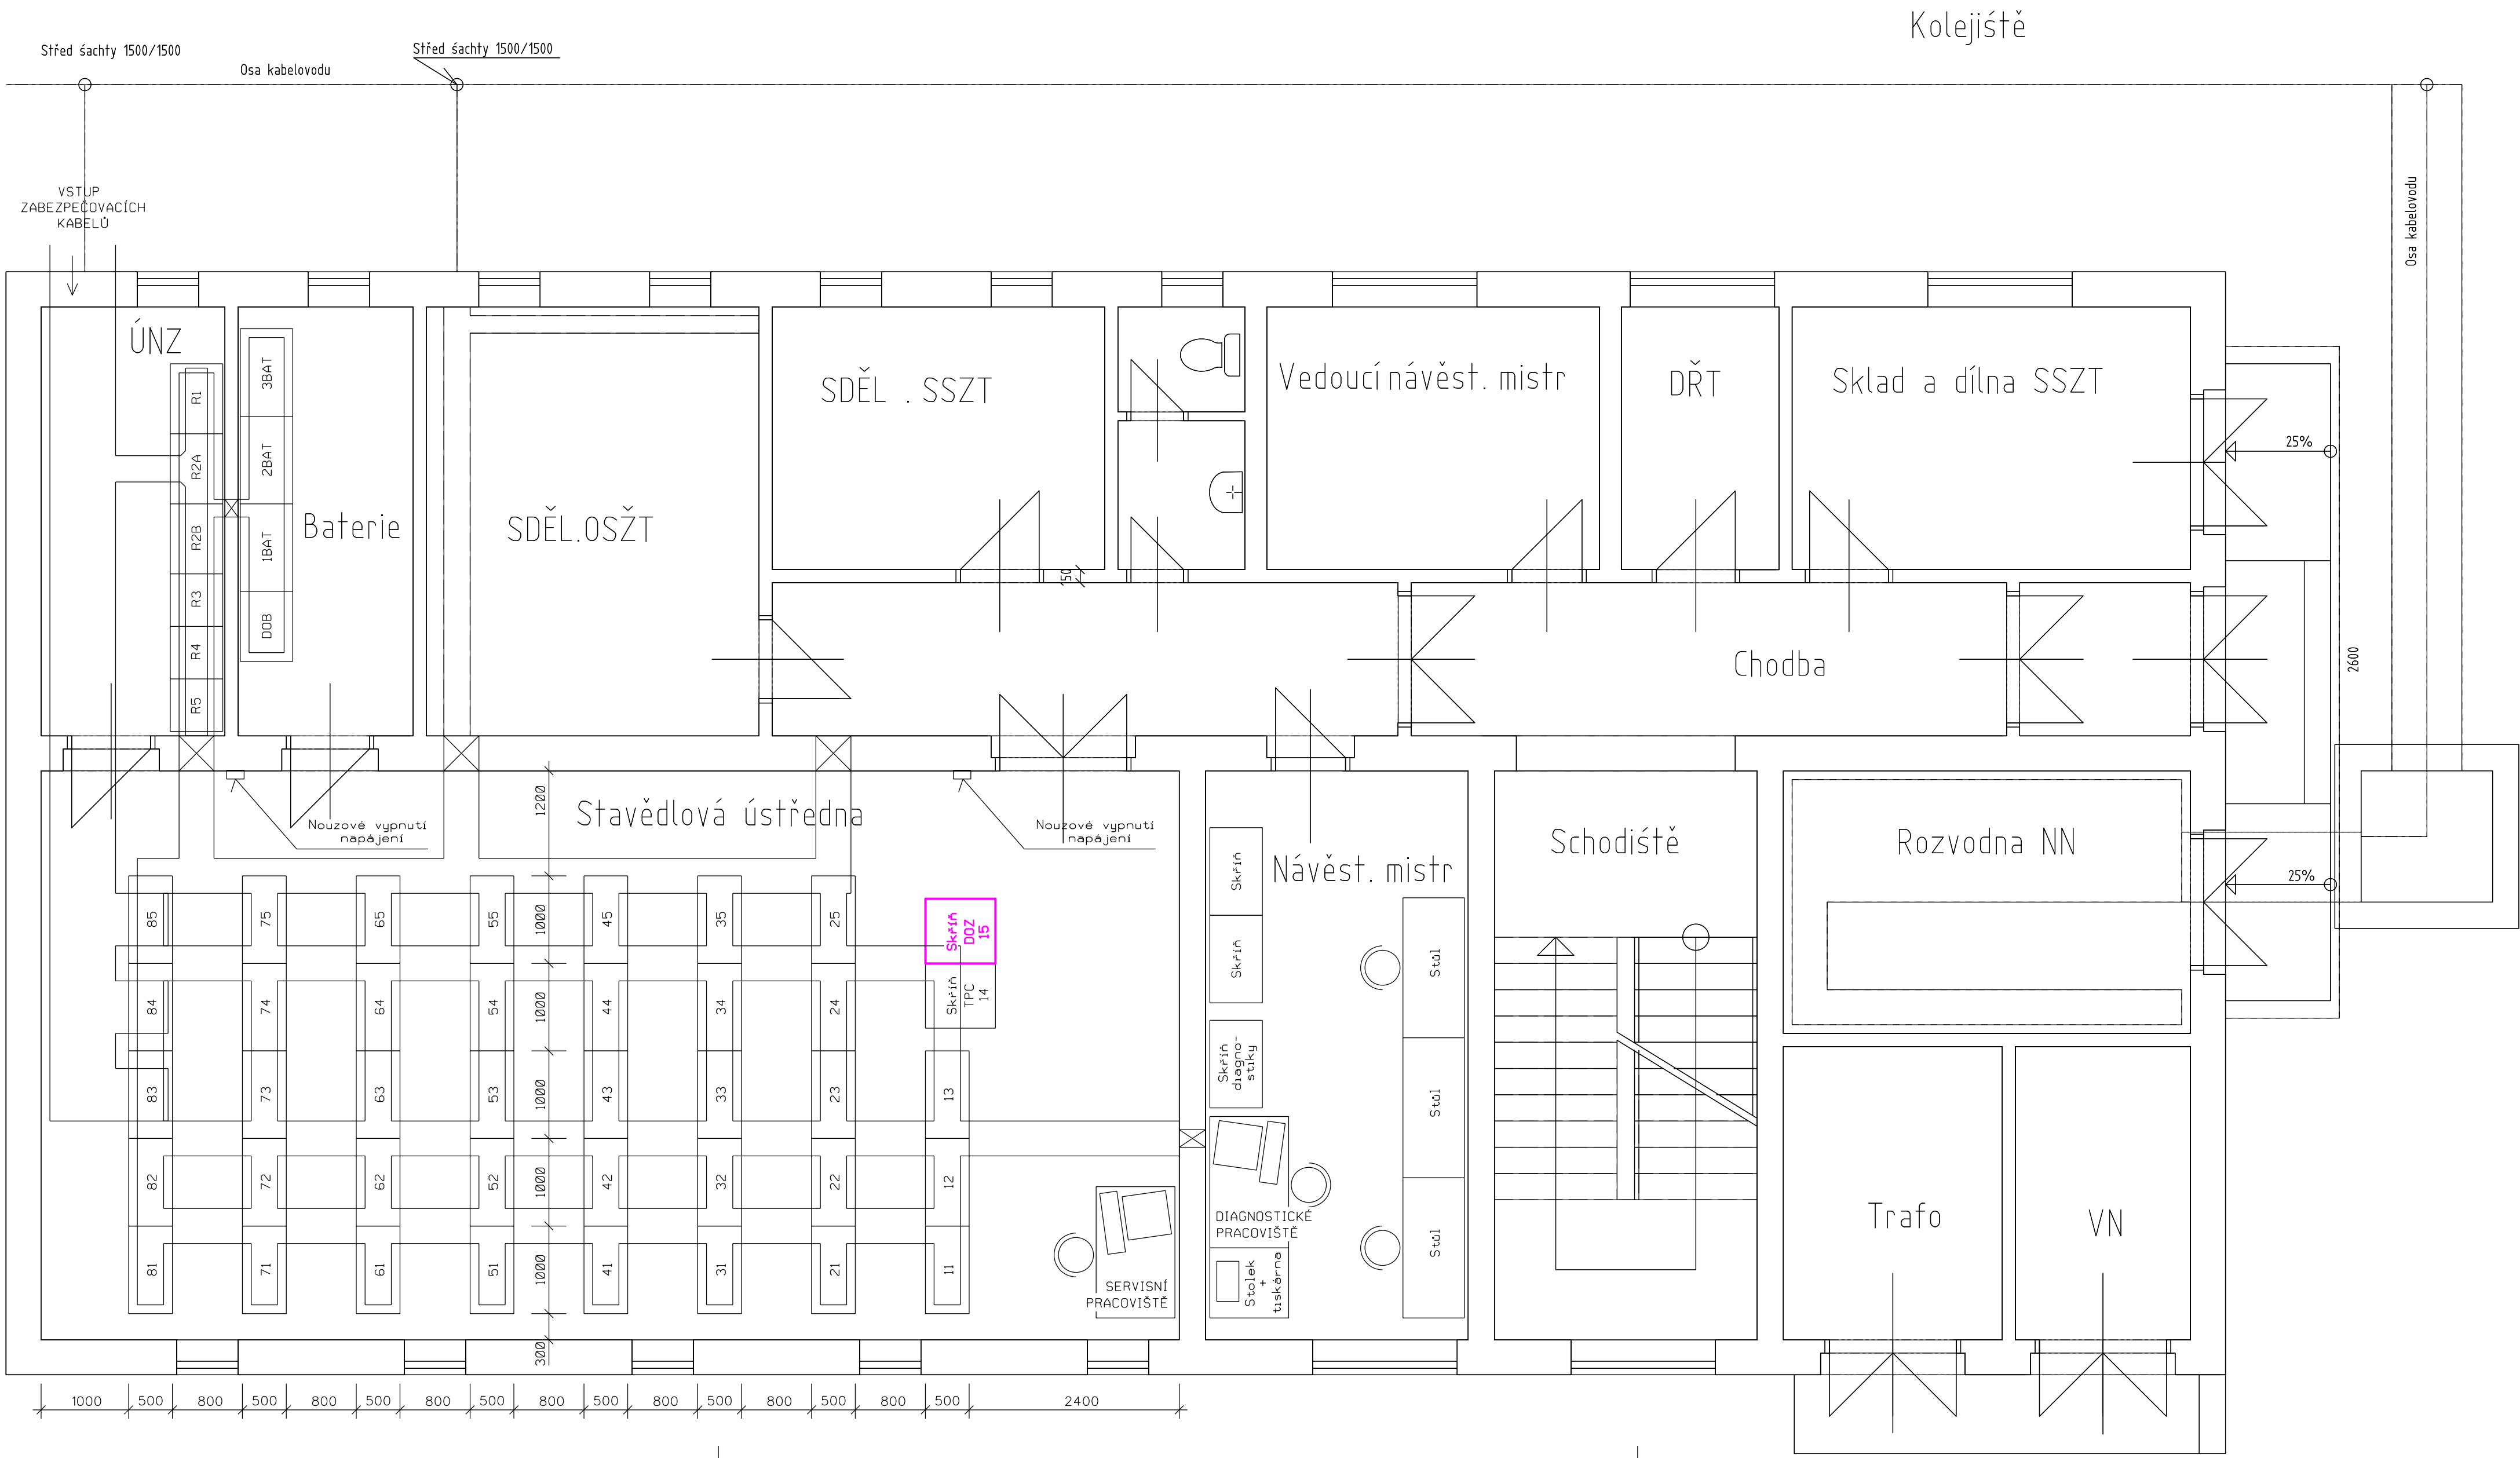 Kolejiště
Střed śachty 1500/1500
Střed śachty 1500/1500
Osa kabelovodu
VSTUP
ZABEZPEČOVACÍCH
KABELŮ
Osa kabelovodu
ÚNZ
R1
R2A
R2B
R3
R4
R5
3BAT
2BAT
1BAT
DOB
Baterie
SDĚL.OSŽT
SDĚL . SSZT
Vedoucí návěst. mistr
DŘT
Sklad a dílna SSZT
25%
150
Chodba
2600
1200
Stavědlová ústředna
Nouzové vypnutí
napájení
Nouzové vypnutí
napájení
Návěst. mistr
Schodiště
Rozvodna NN
25%
85
75
65
55
1000
45
35
25
Skříň
DOZ
15
84
74
64
54
1000
44
34
24
Skříň
TPC
14
83
73
63
53
1000
43
33
23
13
82
72
62
52
1000
42
32
22
12
81
71
61
51
1000
41
31
21
11
300
SERVISNÍ
PRACOVIŠTĚ
Skříň
Skříň
Skříň
diagno-
stiky
DIAGNOSTICKÉ
PRACOVIŠTĚ
Stolek
+
tiskárna
Stůl
Stůl
Stůl
Trafo
VN
1000
500
800
500
800
500
800
500
800
500
800
500
800
500
800
500
2400